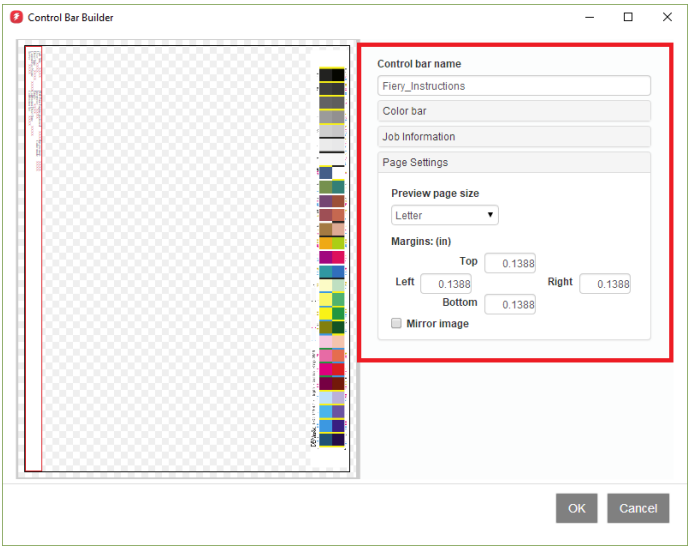 Control Bar Builder
Control bar name
Fiery_Instructions
Color bar
Job Information
Page Settings
Preview page size
Letter
Margins: (in)
Top 0.1388
Left 0.1388 Right 0.1388
Bottom 0.1388
Mirror image
OK Cancel